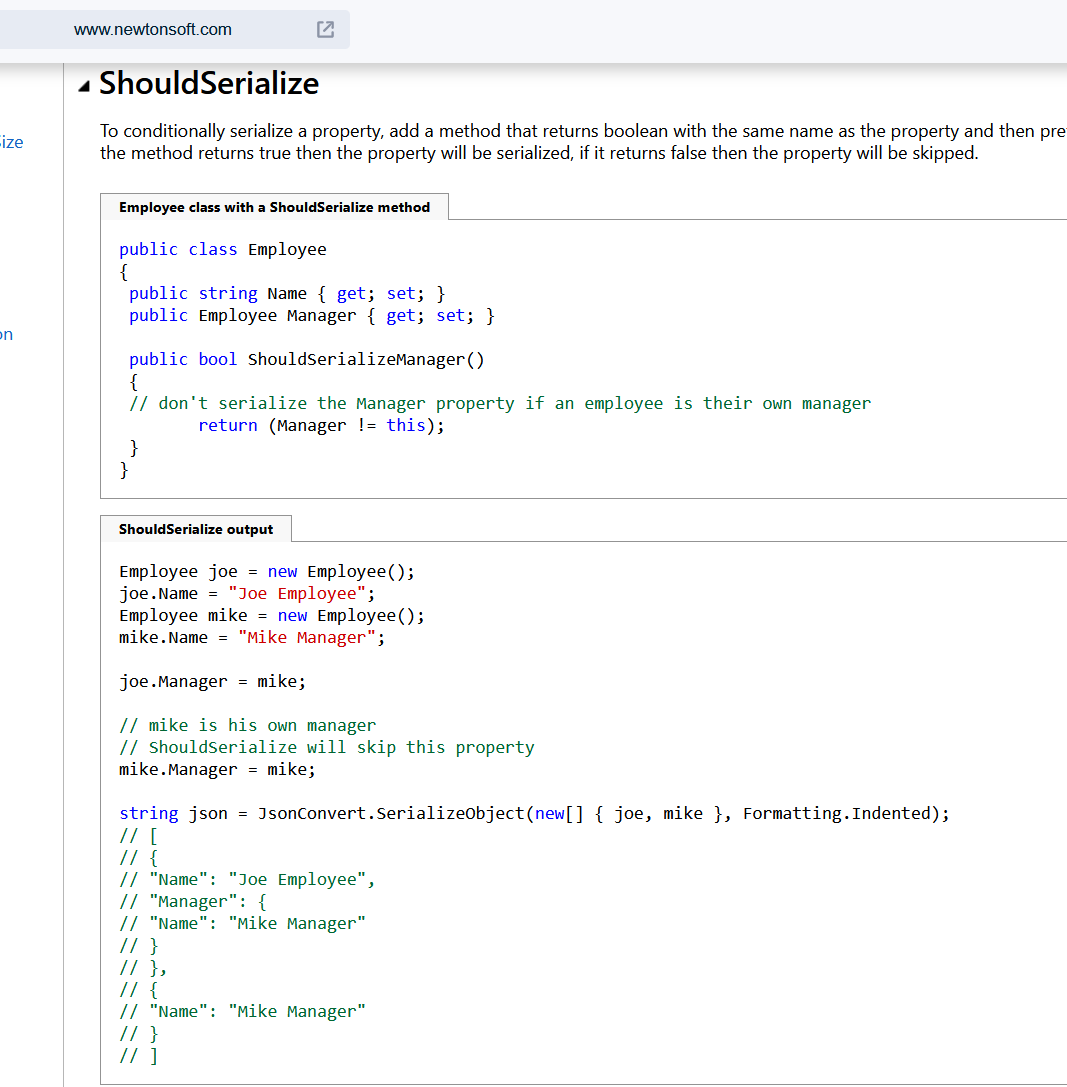 www.newtonsoft.com
ShouldSerialize
To conditionally serialize a property, add a method that returns boolean with the same name as the property and then
the method returns true then the property will be serialized, if it returns false then the property will be skipped.
Employee class with a ShouldSerialize method
public class Employee
{
public string Name { get; set; }
public Employee Manager { get; set; }
public bool ShouldSerializeManager()
{
// don't serialize the Manager property if an employee is their own manager
return (Manager != this);
}
}
ShouldSerialize output
Employee joe = new Employee();
joe.Name = "Joe Employee";
Employee mike = new Employee();
mike.Name = "Mike Manager";
joe.Manager = mike;
// mike is his own manager
// ShouldSerialize will skip this property
mike.Manager = mike;
string json = JsonConvert.SerializeObject(new[] { joe, mike }, Formatting.Indented);
// [
// {
// "Name": "Joe Employee",
// "Manager": {
// "Name": "Mike Manager"
// }
// },
// {
// "Name": "Mike Manager"
// }
// ]